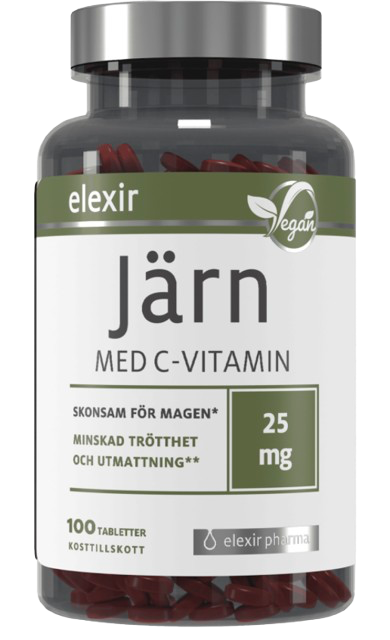 elexir
Vegan
Järn
MED C-VITAMIN
SKONSAM FÖR MAGEN*
MINSKAD TRÖTTHET
OCH UTMATTNING**
25
mg
100 TABLETTER
KOSTTILLSKOTT
elexir pharma